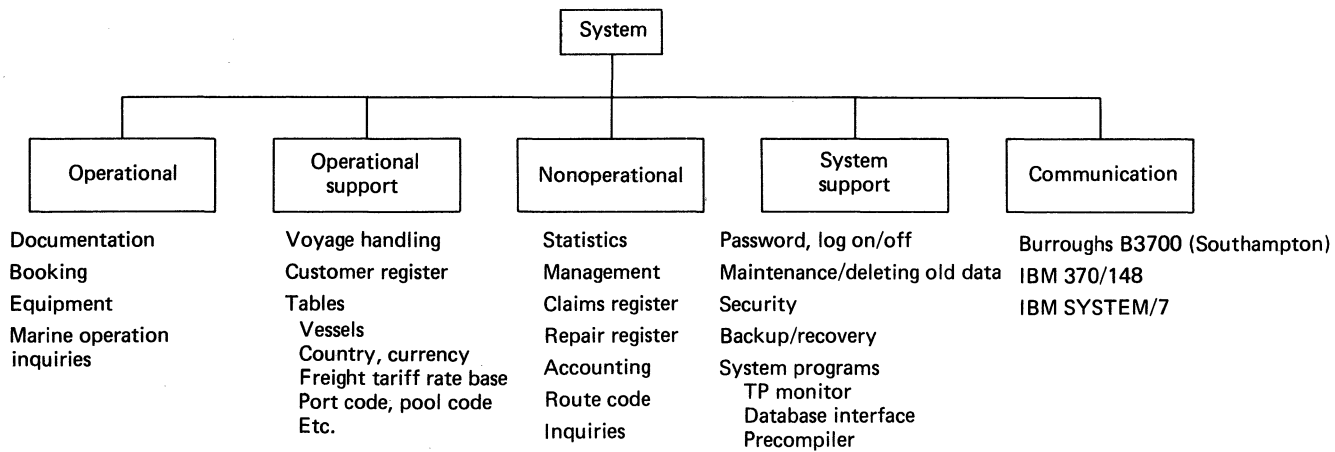 System
Operational
Operational
support
Nonoperational
System
support
Communication
Documentation
Booking
Equipment
Marine operation
inquiries
Voyage handling
Customer register
Tables
Vessels
Country, currency
Freight tariff rate base
Port code, pool code
Etc.
Statistics
Management
Claims register
Repair register
Accounting
Route code
Inquiries
Password, log on/off
Maintenance/deleting old data
Security
Backup/recovery
System programs
TP monitor
Database interface
Precompiler
Burroughs B3700 (Southampton)
IBM 370/148
IBM SYSTEM/7